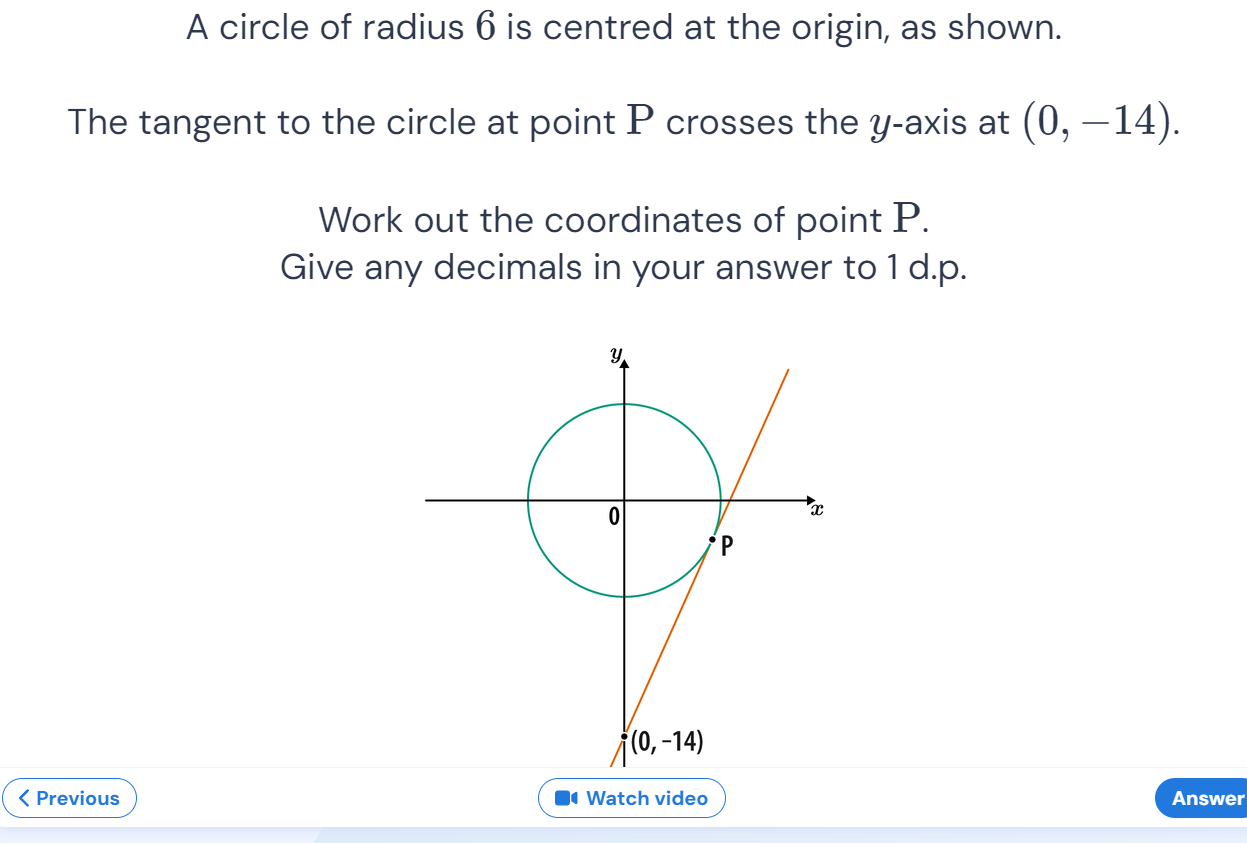 A circle of radius 6 is centred at the origin, as shown.
The tangent to the circle at point P crosses the y-axis at (0, −14).
Work out the coordinates of point P.
Give any decimals in your answer to 1 d.p.
y
0
x
P
(0, −14)
Previous
Watch video
Answer